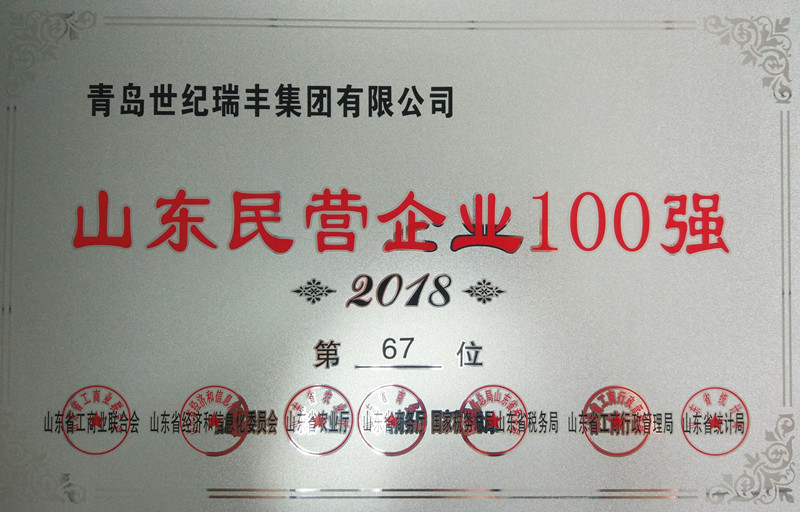 青岛世纪瑞丰集团有限公司
山东民营企业100强
2018
第 67 位
山东省工商业联合会 山东省经济和信息化委员会 山东省农业厅 山东省商务厅 国家税务总局山东省税务局 山东省工商行政管理局 山东省统计局